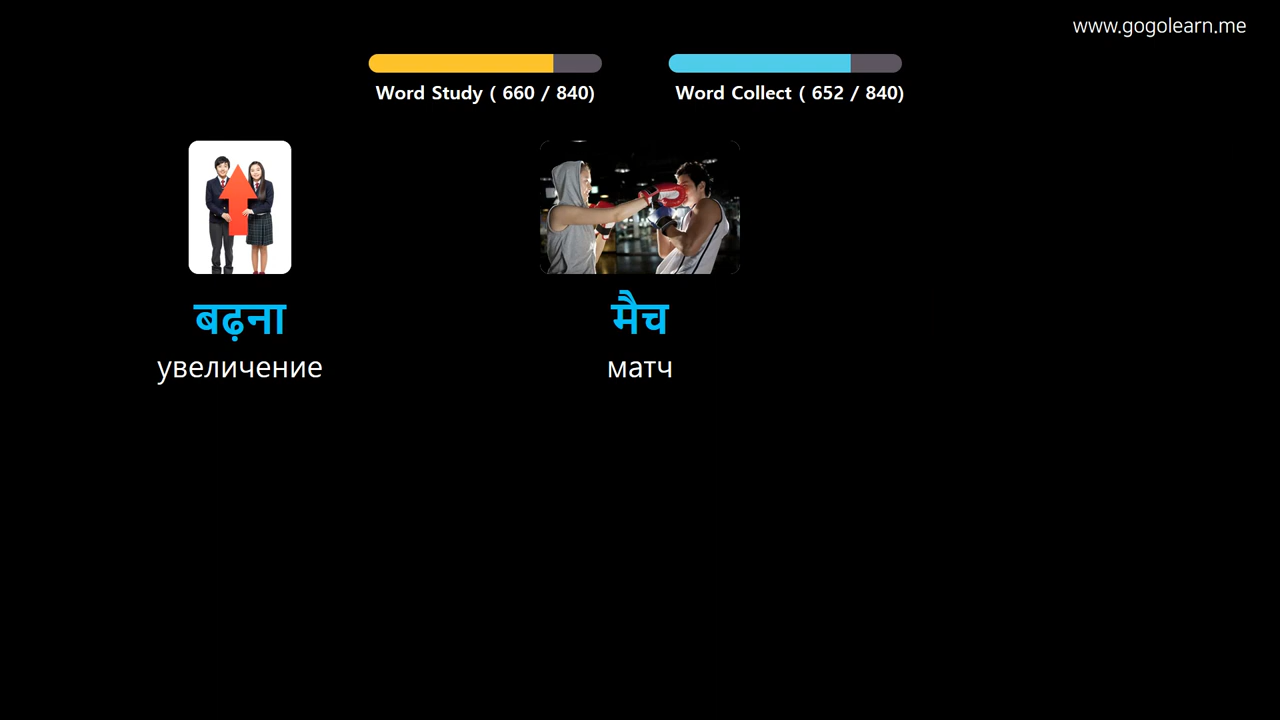 www.gogolearn.me
Word Study ( 660 / 840)
Word Collect ( 652 / 840)
बढ़ना
увеличение
मैच
матч